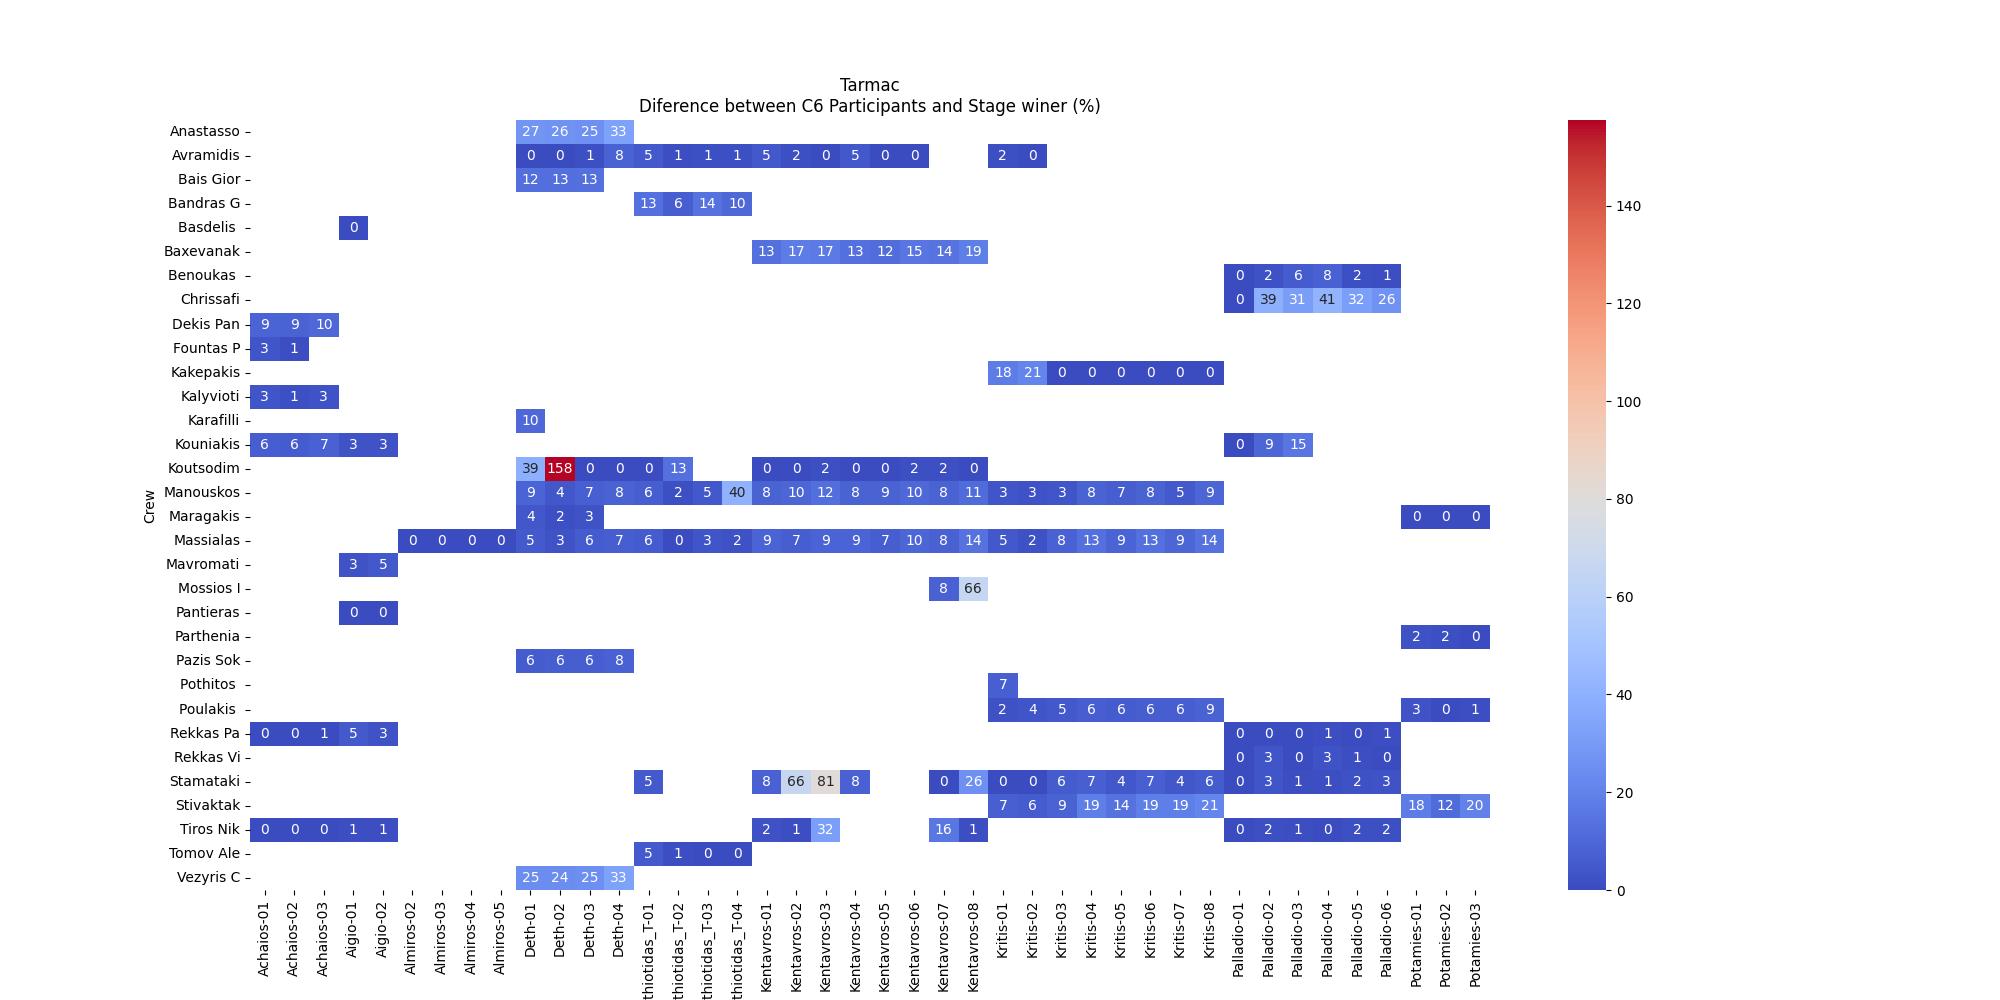 Tarmac
Diference between C6 Participants and Stage winer (%)
Crew
Anastasso 27 26 25 33
Avramidis 0 0 1 8 5 1 1 1 5 2 0 5 0 0 2 0
Bais Gior 12 13 13
Bandras G 13 6 14 10
Basdelis 0
Baxevanak 13 17 17 13 12 15 14 19
Benoukas 0 2 6 8 2 1
Chrissafi 0 39 31 41 32 26
Dekis Pan 9 9 10
Fountas P 3 1
Kakepakis 18 21 0 0 0 0 0 0
Kalyvioti 3 1 3
Karafilli 10
Kouniakis 6 6 7 3 3 0 9 15
Koutsodim 39 158 0 0 0 13 0 0 2 0 0 2 2 0
Manouskos 9 4 7 8 6 2 5 40 8 10 12 8 9 10 8 11 3 3 3 8 7 8 5 9
Maragakis 4 2 3 0 0 0
Massialas 0 0 0 0 5 3 6 7 6 0 3 2 9 7 9 9 7 10 8 14 5 2 8 13 9 13 9 14
Mavromati 3 5
Mossios I 8 66
Pantieras 0 0
Parthenia 2 2 0
Pazis Sok 6 6 6 8
Pothitos 7
Poulakis 2 4 5 6 6 6 6 9 3 0 1
Rekkas Pa 0 0 1 5 3 0 0 0 1 0 1
Rekkas Vi 0 3 0 3 1 0
Stamataki 5 8 66 81 8 0 26 0 0 6 7 4 7 4 6 0 3 1 1 2 3
Stivaktak 7 6 9 19 14 19 19 21 18 12 20
Tiros Nik 0 0 0 1 1 2 1 32 16 1 0 2 1 0 2 2
Tomov Ale 5 1 0 0
Vezyris C 25 24 25 33
Achaios-01
Achaios-02
Achaios-03
Aigio-01
Aigio-02
Almiros-02
Almiros-03
Almiros-04
Almiros-05
Deth-01
Deth-02
Deth-03
Deth-04
thiotidas_T-01
thiotidas_T-02
thiotidas_T-03
thiotidas_T-04
Kentavros-01
Kentavros-02
Kentavros-03
Kentavros-04
Kentavros-05
Kentavros-06
Kentavros-07
Kentavros-08
Kritis-01
Kritis-02
Kritis-03
Kritis-04
Kritis-05
Kritis-06
Kritis-07
Kritis-08
Palladio-01
Palladio-02
Palladio-03
Palladio-04
Palladio-05
Palladio-06
Potamies-01
Potamies-02
Potamies-03
140
120
100
80
60
40
20
0